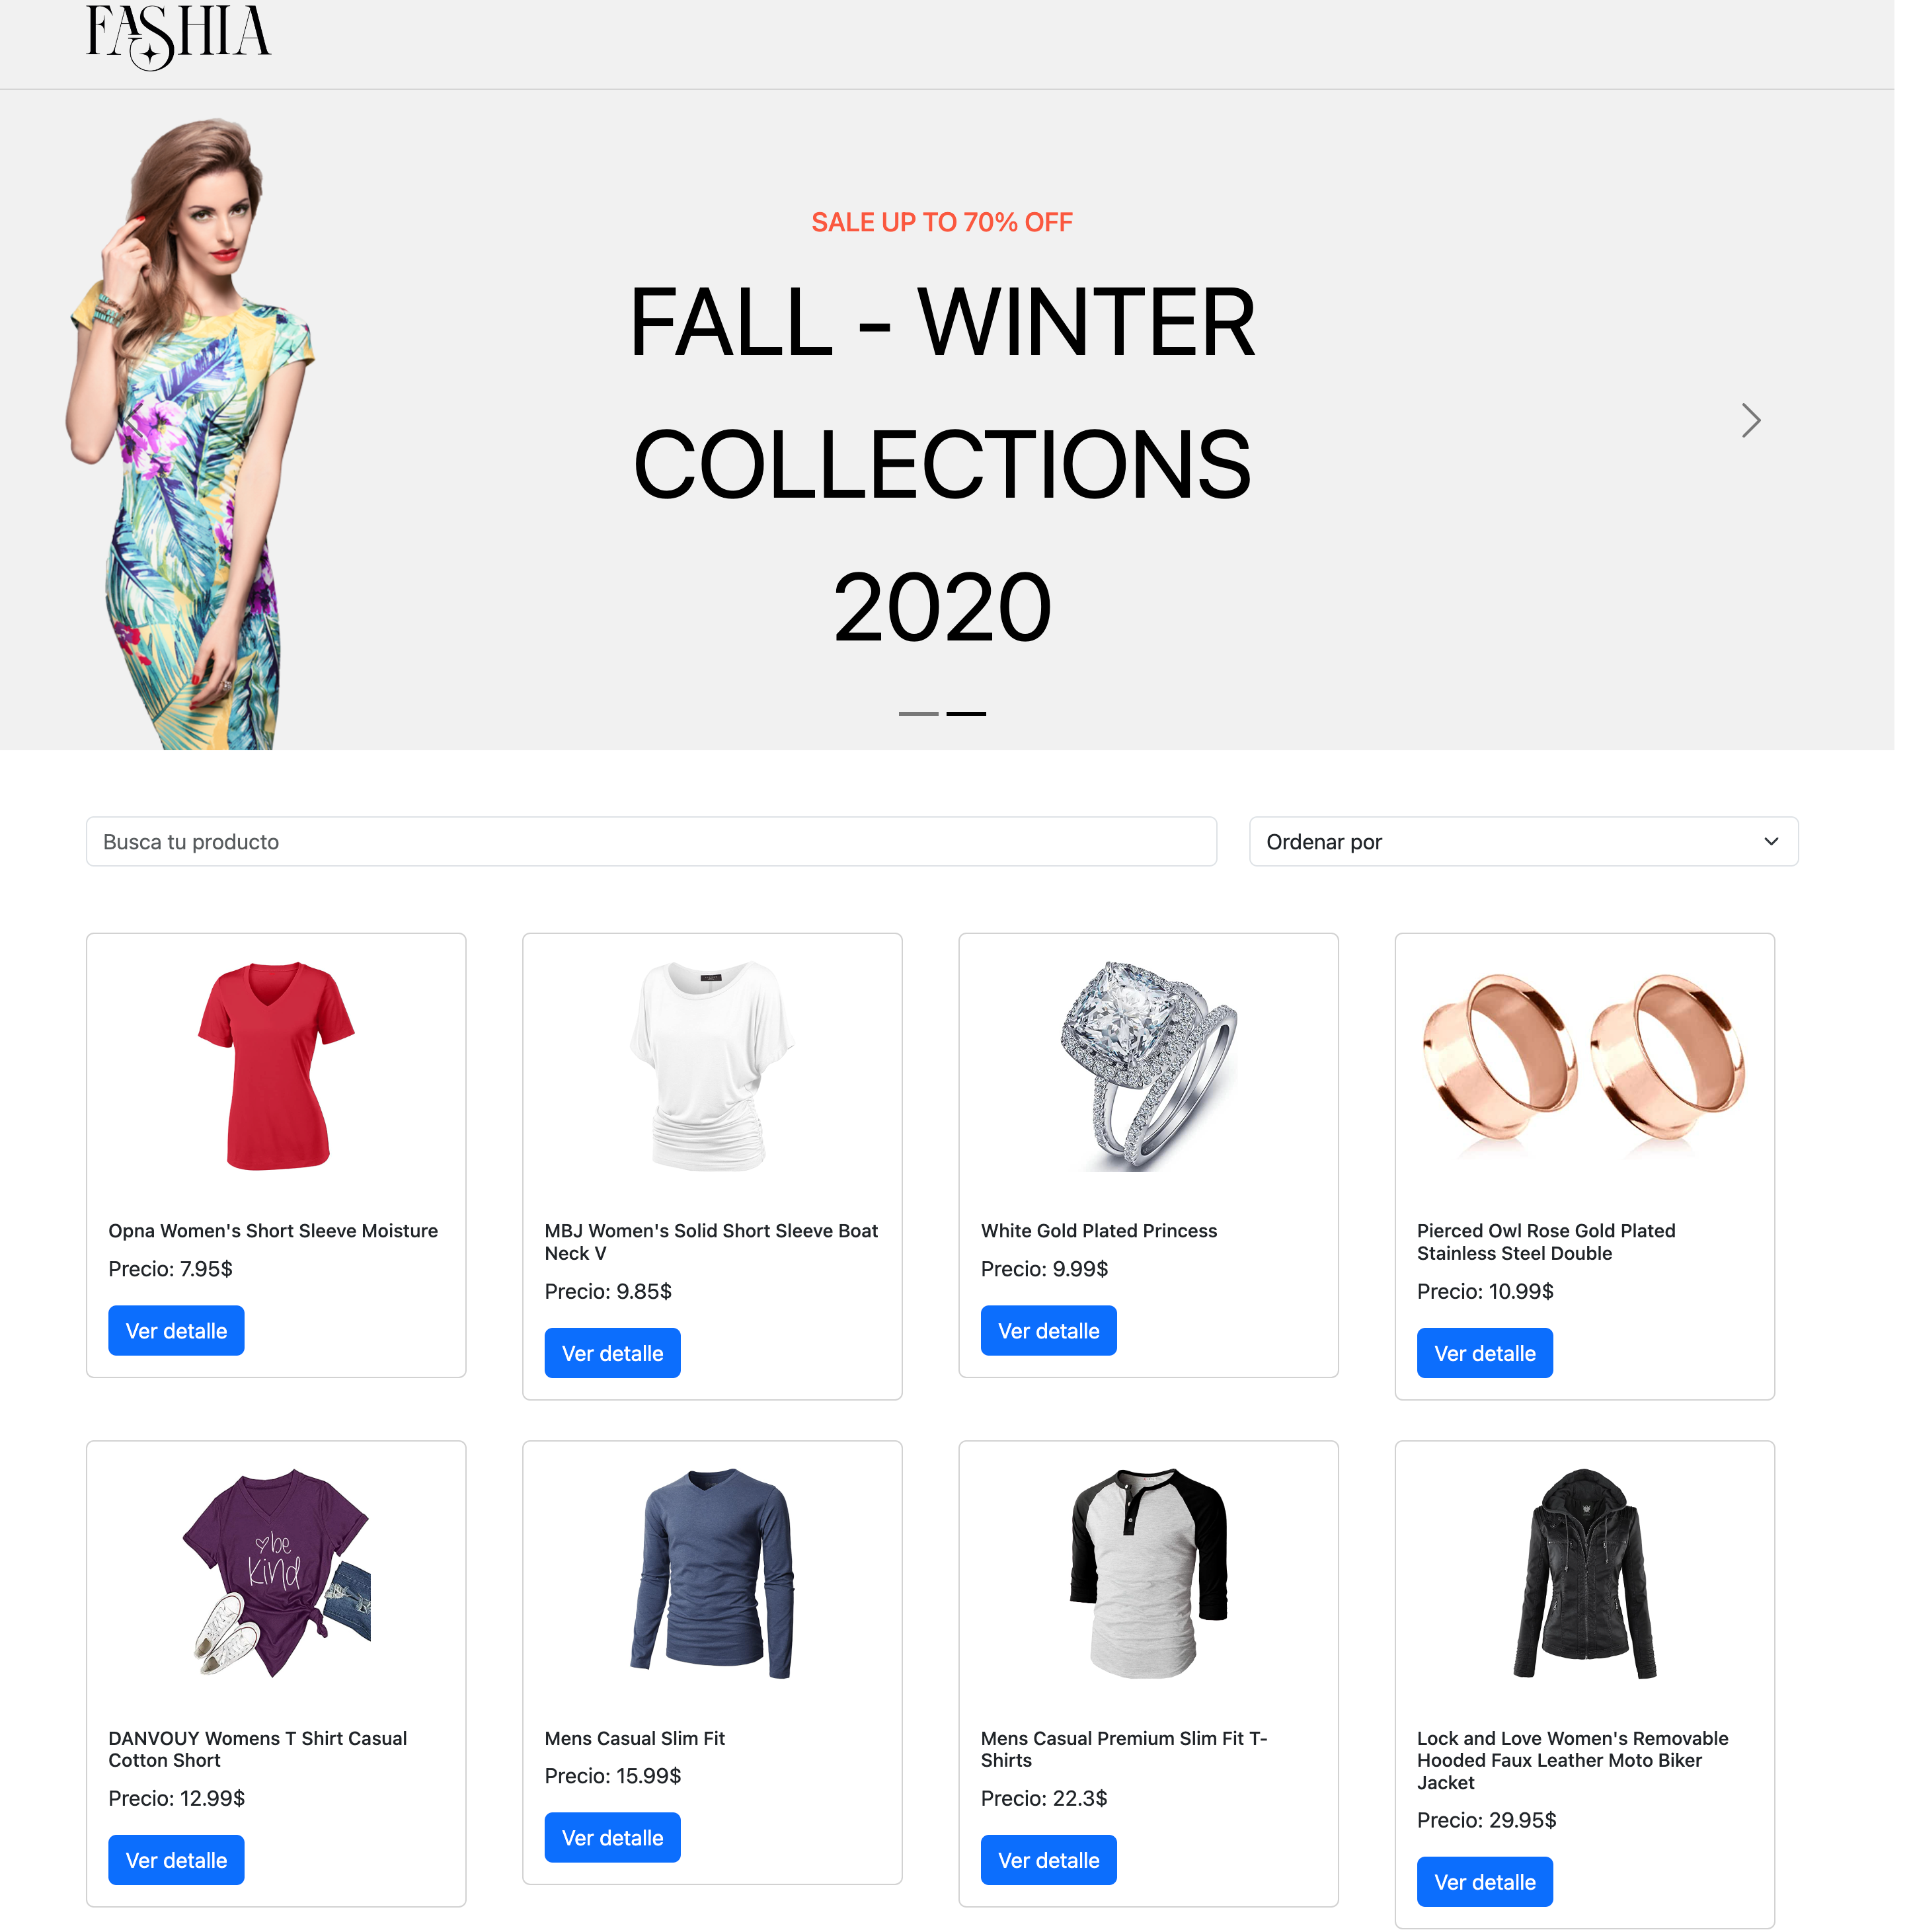 FASHIA
SALE UP TO 70% OFF
FALL - WINTER
COLLECTIONS
2020
Busca tu producto
Ordenar por
Opna Women's Short Sleeve Moisture
Precio: 7.95$
Ver detalle
MBJ Women's Solid Short Sleeve Boat
Neck V
Precio: 9.85$
Ver detalle
White Gold Plated Princess
Precio: 9.99$
Ver detalle
Pierced Owl Rose Gold Plated
Stainless Steel Double
Precio: 10.99$
Ver detalle
be
kind
DANVOUY Womens T Shirt Casual
Cotton Short
Precio: 12.99$
Ver detalle
Mens Casual Slim Fit
Precio: 15.99$
Ver detalle
Mens Casual Premium Slim Fit T-
Shirts
Precio: 22.3$
Ver detalle
Lock and Love Women's Removable
Hooded Faux Leather Moto Biker
Jacket
Precio: 29.95$
Ver detalle